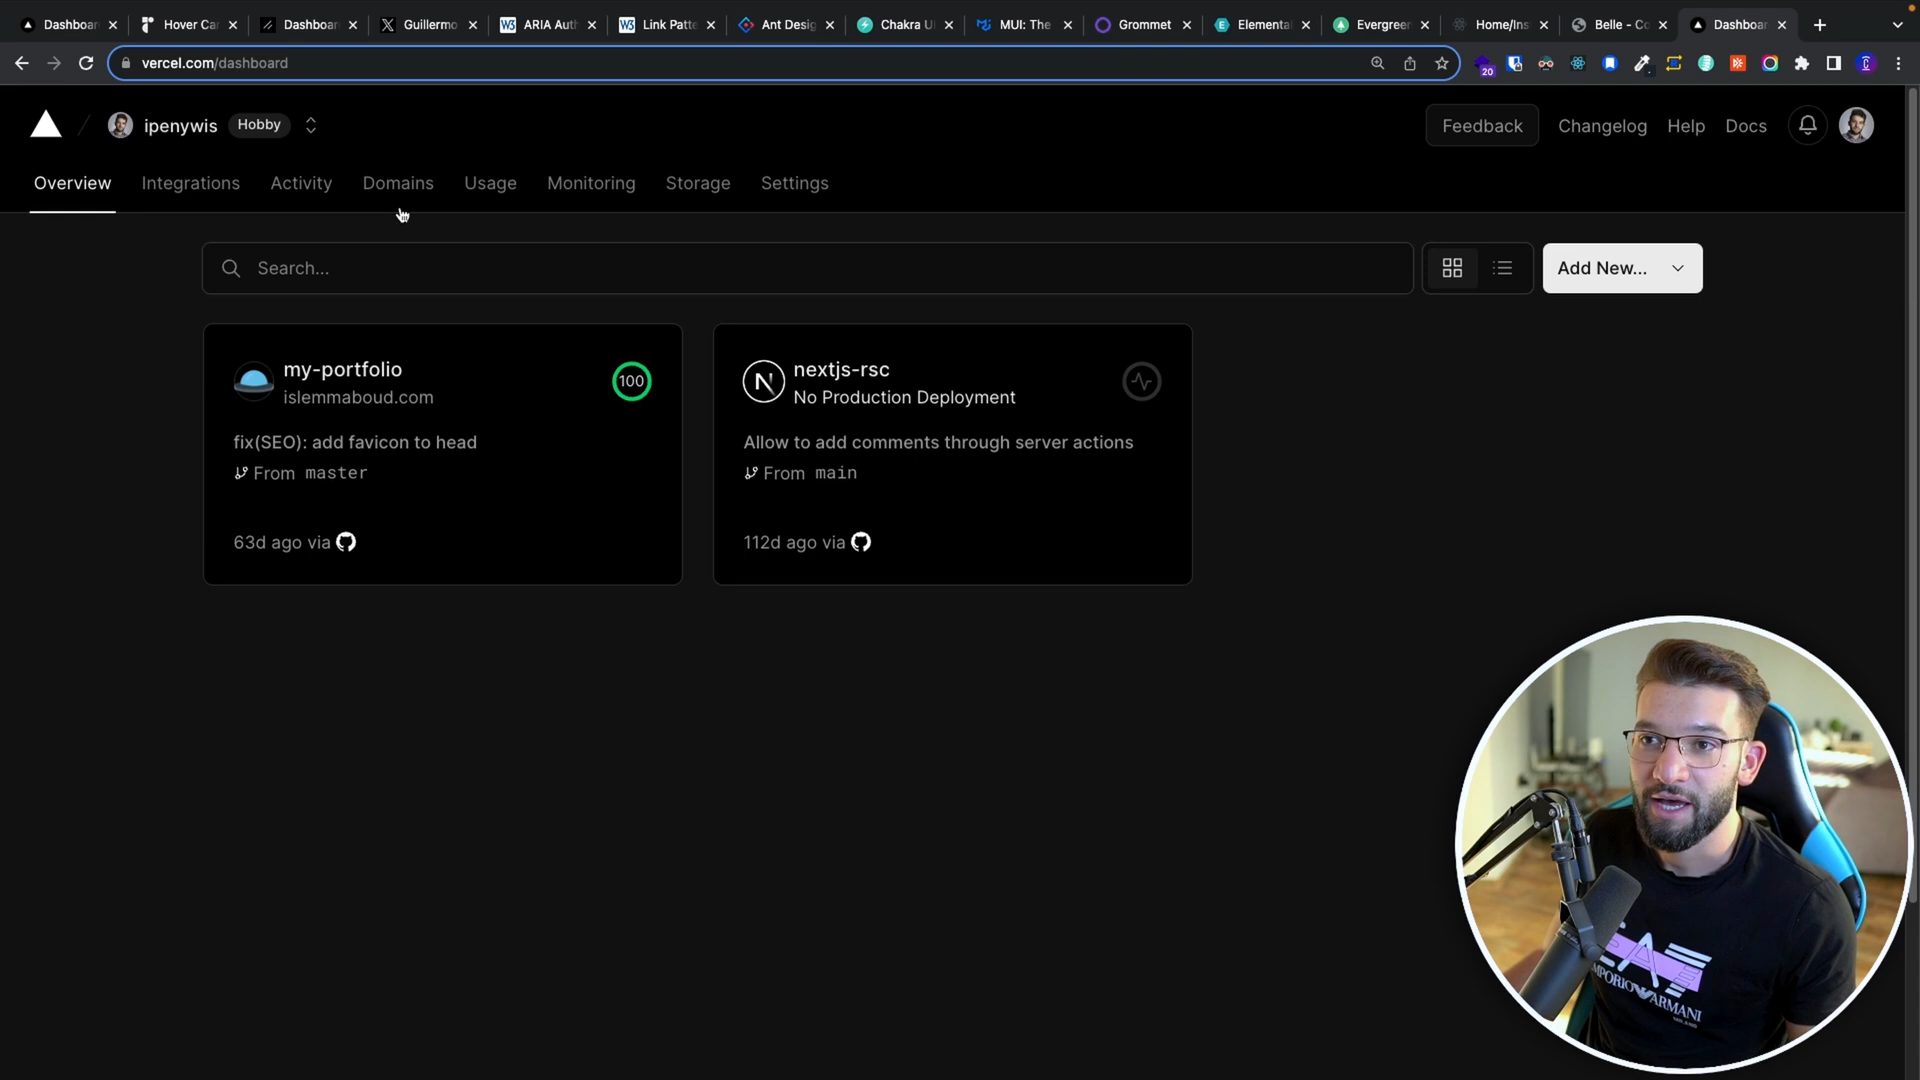 Dashboar
Hover Ca
Dashboar
Guillermo
ARIA Auth
Link Patte
Ant Desig
Chakra U
MUI: The
Grommet
Elementa
Evergreen
Home/Ins
Belle - Co
Dashboar
vercel.com/dashboard
20
ipenywis Hobby
Feedback Changelog Help Docs
Overview Integrations Activity Domains Usage Monitoring Storage Settings
Search...
Add New...
my-portfolio
islemmaboud.com
100
fix(SEO): add favicon to head
From master
63d ago via
N
nextjs-rsc
No Production Deployment
Allow to add comments through server actions
From main
112d ago via
EMPORIO ARMANI